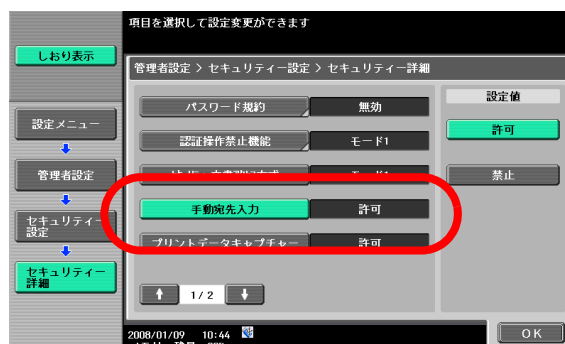 項目を選択して設定変更ができます
しおり表示
管理者設定 > セキュリティー設定 > セキュリティー詳細
設定メニュー
管理者設定
セキュリティー
設定
セキュリティー
詳細
パスワード規約 無効
認証操作禁止機能 モード1
手動宛先入力 許可
プリントデータキャプチャー 許可
↑ 1/2 ↓
設定値
許可
禁止
2008/01/09 10:44
OK